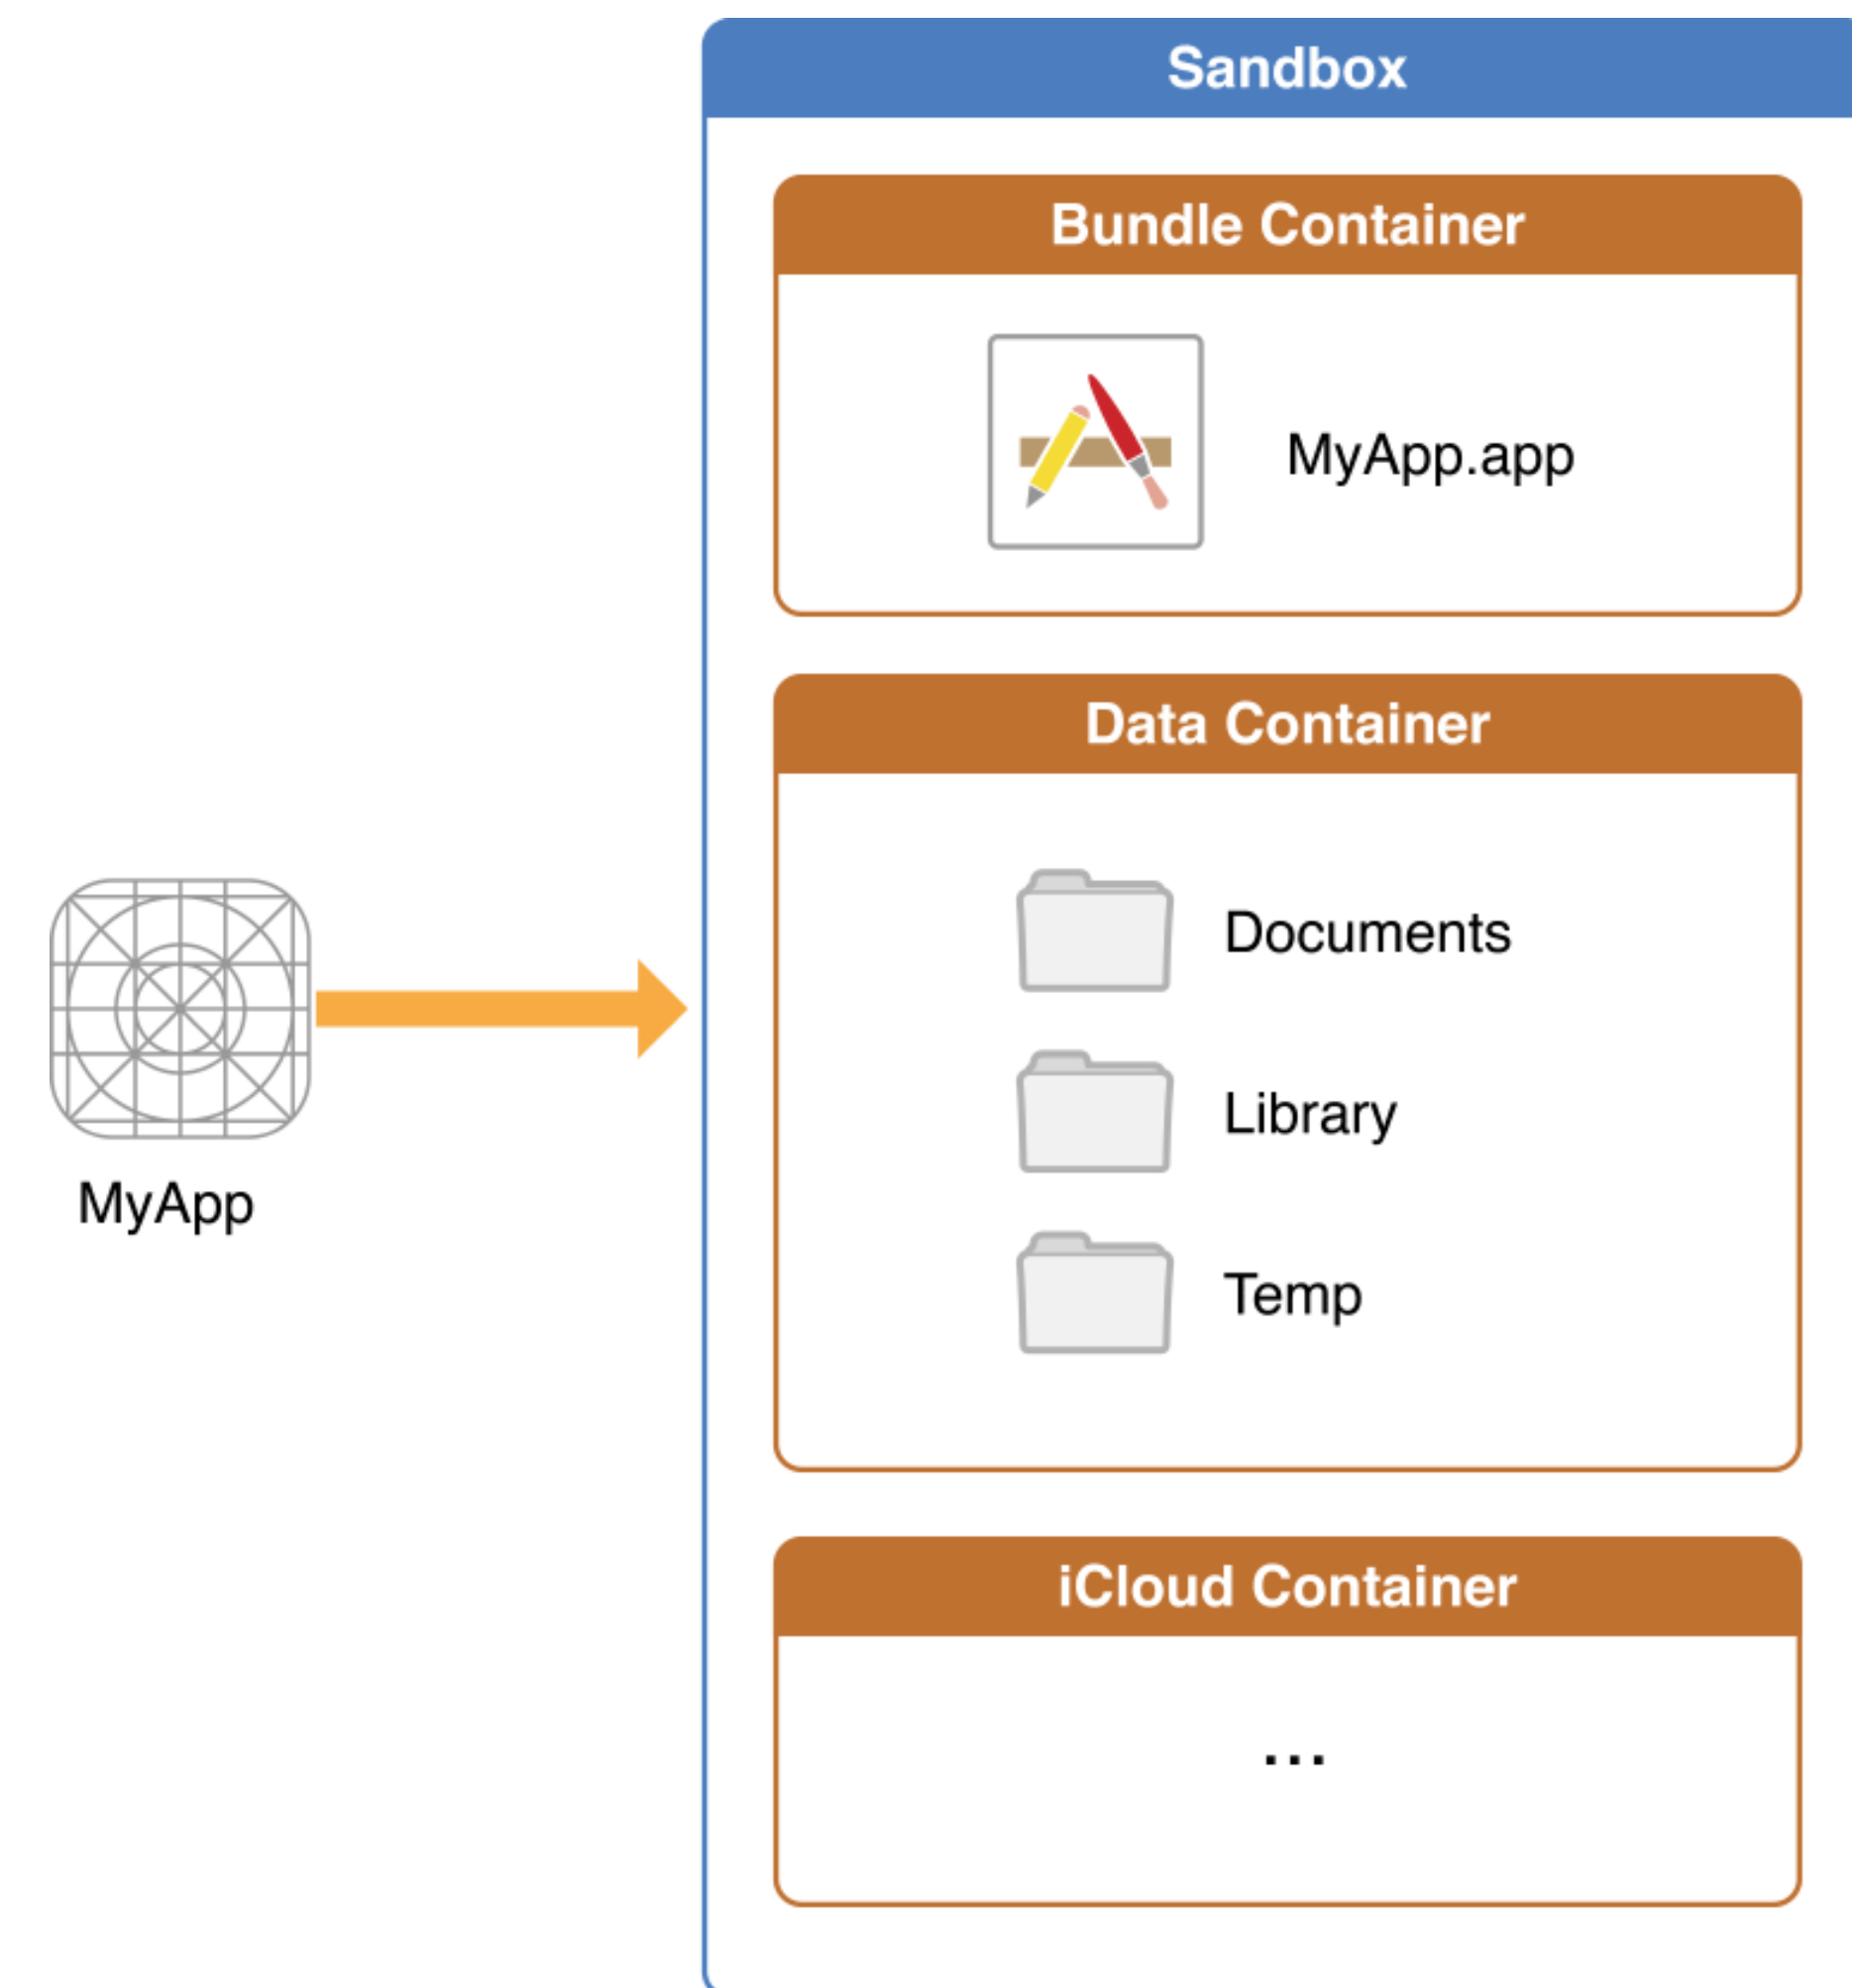 Sandbox
Bundle Container
MyApp.app
Data Container
Documents
Library
Temp
MyApp
iCloud Container
...